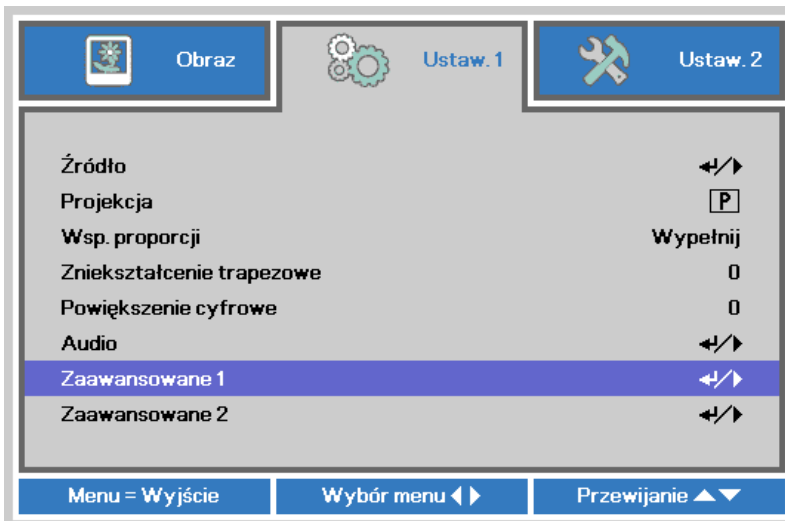 Obraz
Ustaw. 1
Ustaw. 2
Źródło
Projekcja P
Wsp. proporcji Wypełnij
Zniekształcenie trapezowe 0
Powiększenie cyfrowe 0
Audio
Zaawansowane 1
Zaawansowane 2
Menu = Wyjście
Wybór menu
Przewijanie